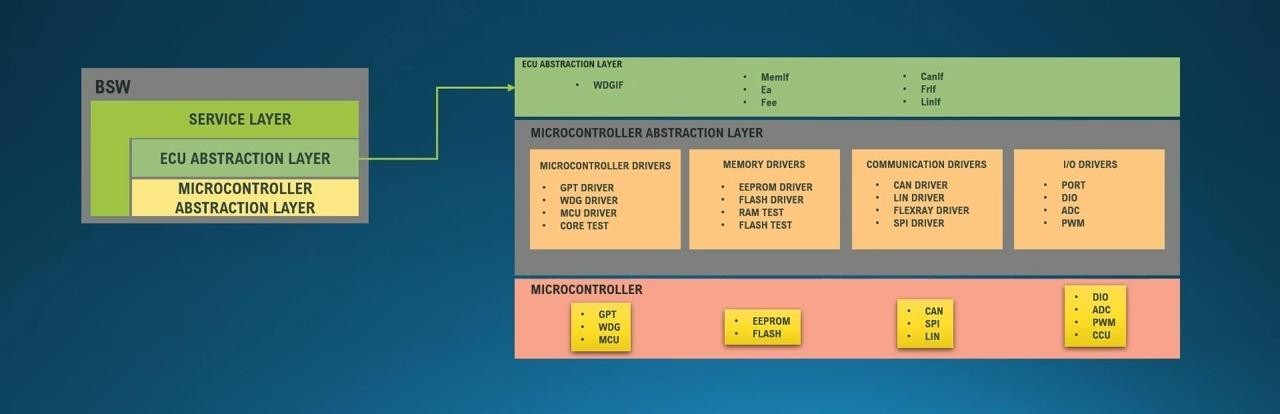 BSW
SERVICE LAYER
ECU ABSTRACTION LAYER
MICROCONTROLLER
ABSTRACTION LAYER
ECU ABSTRACTION LAYER
• WDGIF
• MemIf
• Ea
• Fee
• CanIf
• FrIf
• LinIf
MICROCONTROLLER ABSTRACTION LAYER
MICROCONTROLLER DRIVERS
• GPT DRIVER
• WDG DRIVER
• MCU DRIVER
• CORE TEST
MEMORY DRIVERS
• EEPROM DRIVER
• FLASH DRIVER
• RAM TEST
• FLASH TEST
COMMUNICATION DRIVERS
• CAN DRIVER
• LIN DRIVER
• FLEXRAY DRIVER
• SPI DRIVER
I/O DRIVERS
• PORT
• DIO
• ADC
• PWM
MICROCONTROLLER
• GPT
• WDG
• MCU
• EEPROM
• FLASH
• CAN
• SPI
• LIN
• DIO
• ADC
• PWM
• CCU